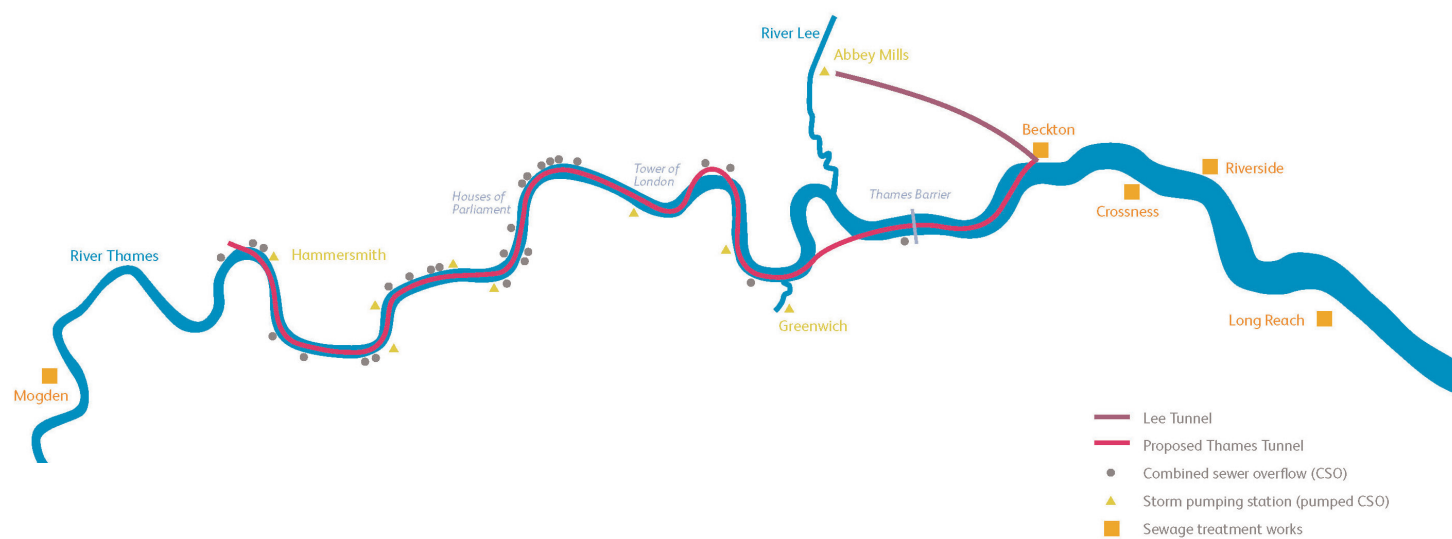 River Lee
Abbey Mills
Beckton
Riverside
Tower of
London
Houses of
Parliament
Thames Barrier
Crossness
River Thames
Hammersmith
Greenwich
Long Reach
Mogden
Lee Tunnel
Proposed Thames Tunnel
Combined sewer overflow (CSO)
Storm pumping station (pumped CSO)
Sewage treatment works